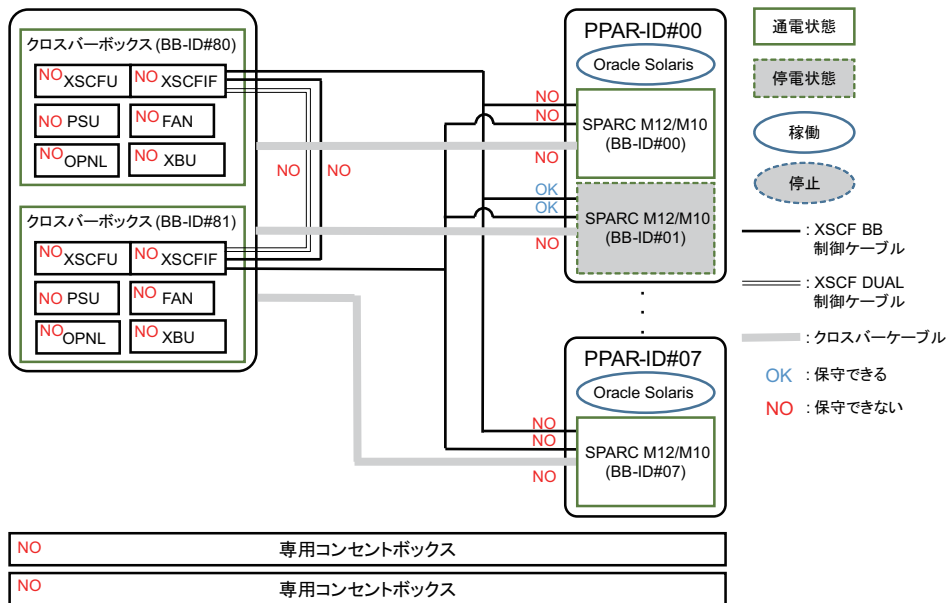 クロスバーボックス (BB-ID#80)
NO XSCFU NO XSCFIF
NO PSU NO FAN
NO OPNL NO XBU
クロスバーボックス (BB-ID#81)
NO XSCFU NO XSCFIF
NO PSU NO FAN
NO OPNL NO XBU
NO NO
PPAR-ID#00
Oracle Solaris
NO
NO
SPARC M12/M10
(BB-ID#00)
NO
OK
OK
SPARC M12/M10
(BB-ID#01)
NO
PPAR-ID#07
Oracle Solaris
NO
NO
SPARC M12/M10
(BB-ID#07)
NO
通電状態
停電状態
稼働
停止
: XSCF BB
制御ケーブル
: XSCF DUAL
制御ケーブル
: クロスバーケーブル
OK : 保守できる
NO : 保守できない
NO 専用コンセントボックス
NO 専用コンセントボックス